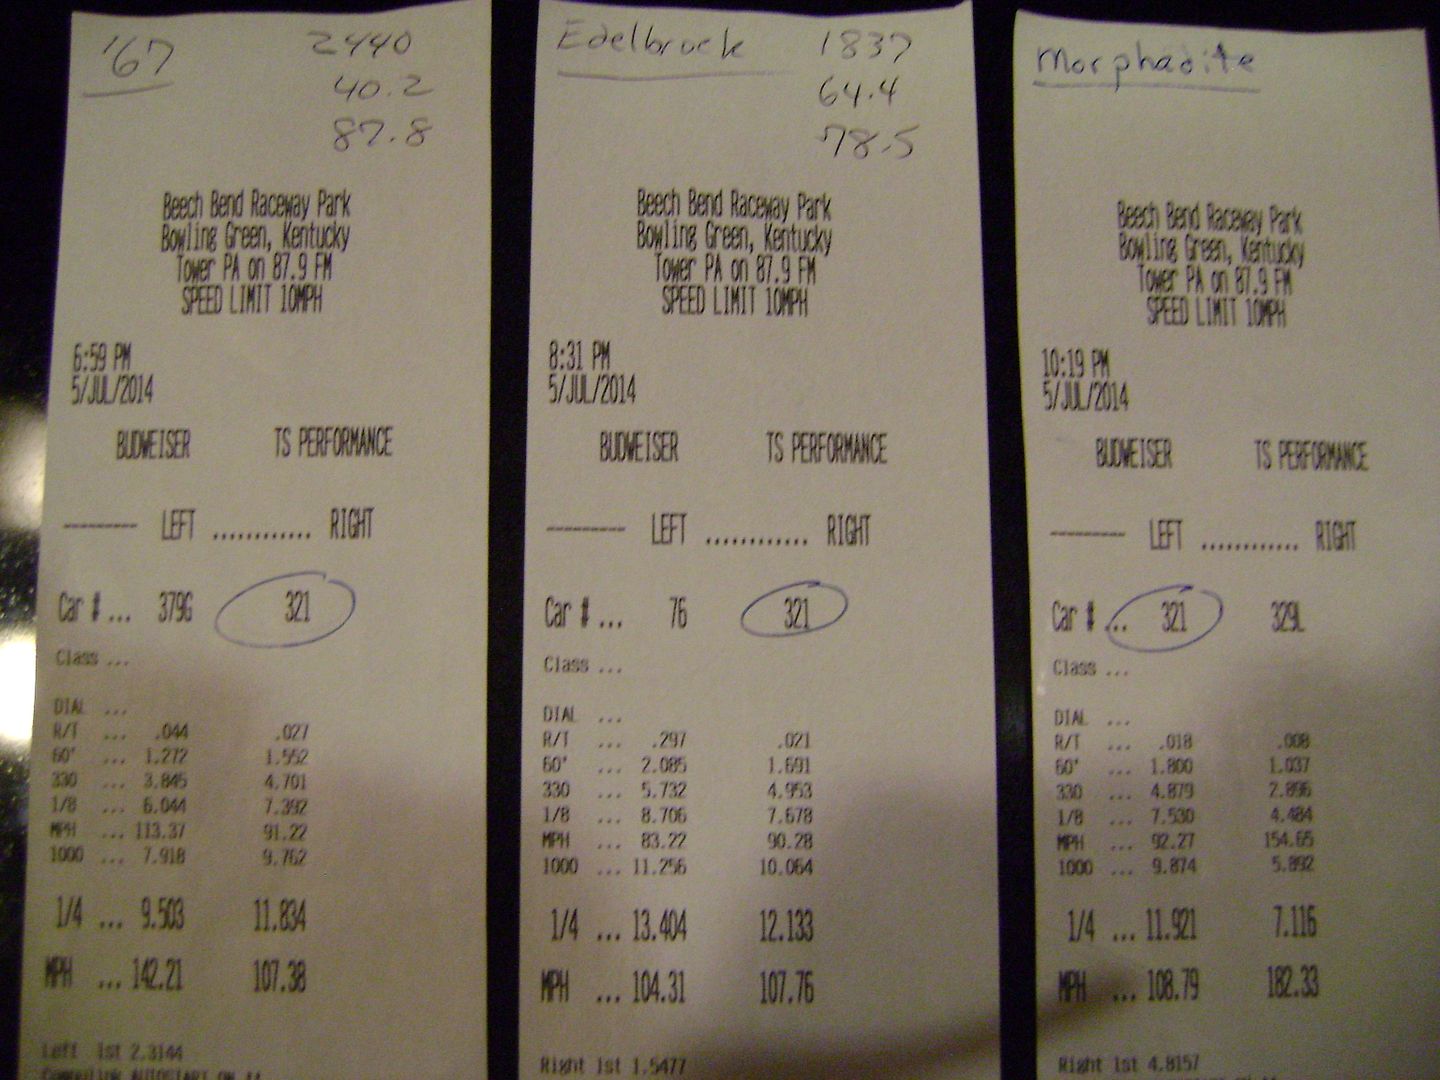 '67 2440
40.2
87.8
Beech Bend Raceway Park
Bowling Green, Kentucky
Tower PA on 87.9 FM
SPEED LIMIT 10MPH
6:59 PM
5/JUL/2014
BUDWEISER TS PERFORMANCE
--------- LEFT ............ RIGHT
Car # ... 379G 321
Class ...
DIAL ...
R/T ... .044 .027
60' ... 1.272 1.552
330 ... 3.845 4.701
1/8 ... 6.044 7.392
MPH ... 113.37 91.22
1000 ... 7.918 9.762
1/4 ... 9.503 11.834
MPH ... 142.21 107.38
Left 1st 2.3144
Compulink AUTOSTART ON !!
Edelbrock 1837
64.4
78.5
Beech Bend Raceway Park
Bowling Green, Kentucky
Tower PA on 87.9 FM
SPEED LIMIT 10MPH
8:31 PM
5/JUL/2014
BUDWEISER TS PERFORMANCE
--------- LEFT ............ RIGHT
Car # ... 76 321
Class ...
DIAL ...
R/T ... .297 .021
60' ... 2.085 1.691
330 ... 5.732 4.953
1/8 ... 8.706 7.678
MPH ... 83.22 90.28
1000 ... 11.256 10.064
1/4 ... 13.404 12.133
MPH ... 104.31 107.76
Right 1st 1.5477
Morphadite
Beech Bend Raceway Park
Bowling Green, Kentucky
Tower PA on 87.9 FM
SPEED LIMIT 10MPH
10:19 PM
5/JUL/2014
BUDWEISER TS PERFORMANCE
--------- LEFT ............ RIGHT
Car # ... 321 329L
Class ...
DIAL ...
R/T ... .018 .008
60' ... 1.800 1.037
330 ... 4.879 2.896
1/8 ... 7.530 4.484
MPH ... 92.27 154.65
1000 ... 9.874 5.892
1/4 ... 11.921 7.116
MPH ... 108.79 182.33
Right 1st 4.8157